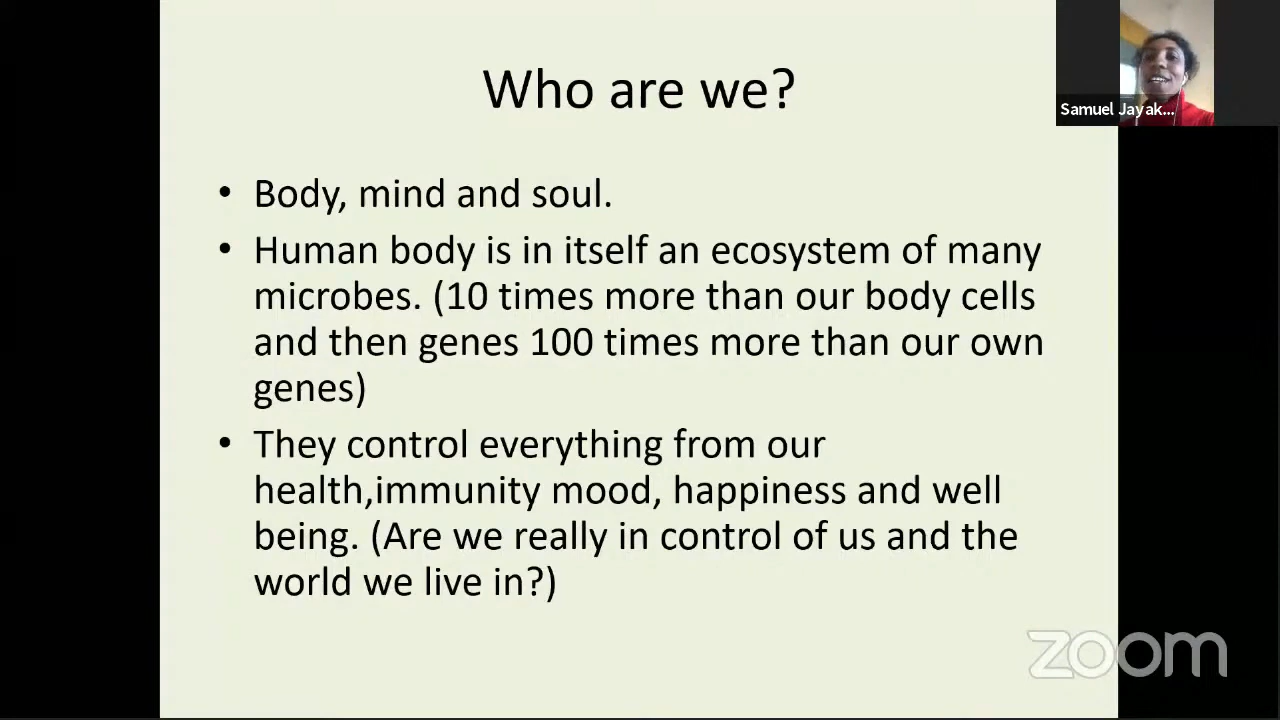 Who are we?
Samuel Jayak...
• Body, mind and soul.
• Human body is in itself an ecosystem of many
microbes. (10 times more than our body cells
and then genes 100 times more than our own
genes)
• They control everything from our
health,immunity mood, happiness and well
being. (Are we really in control of us and the
world we live in?)
zoom